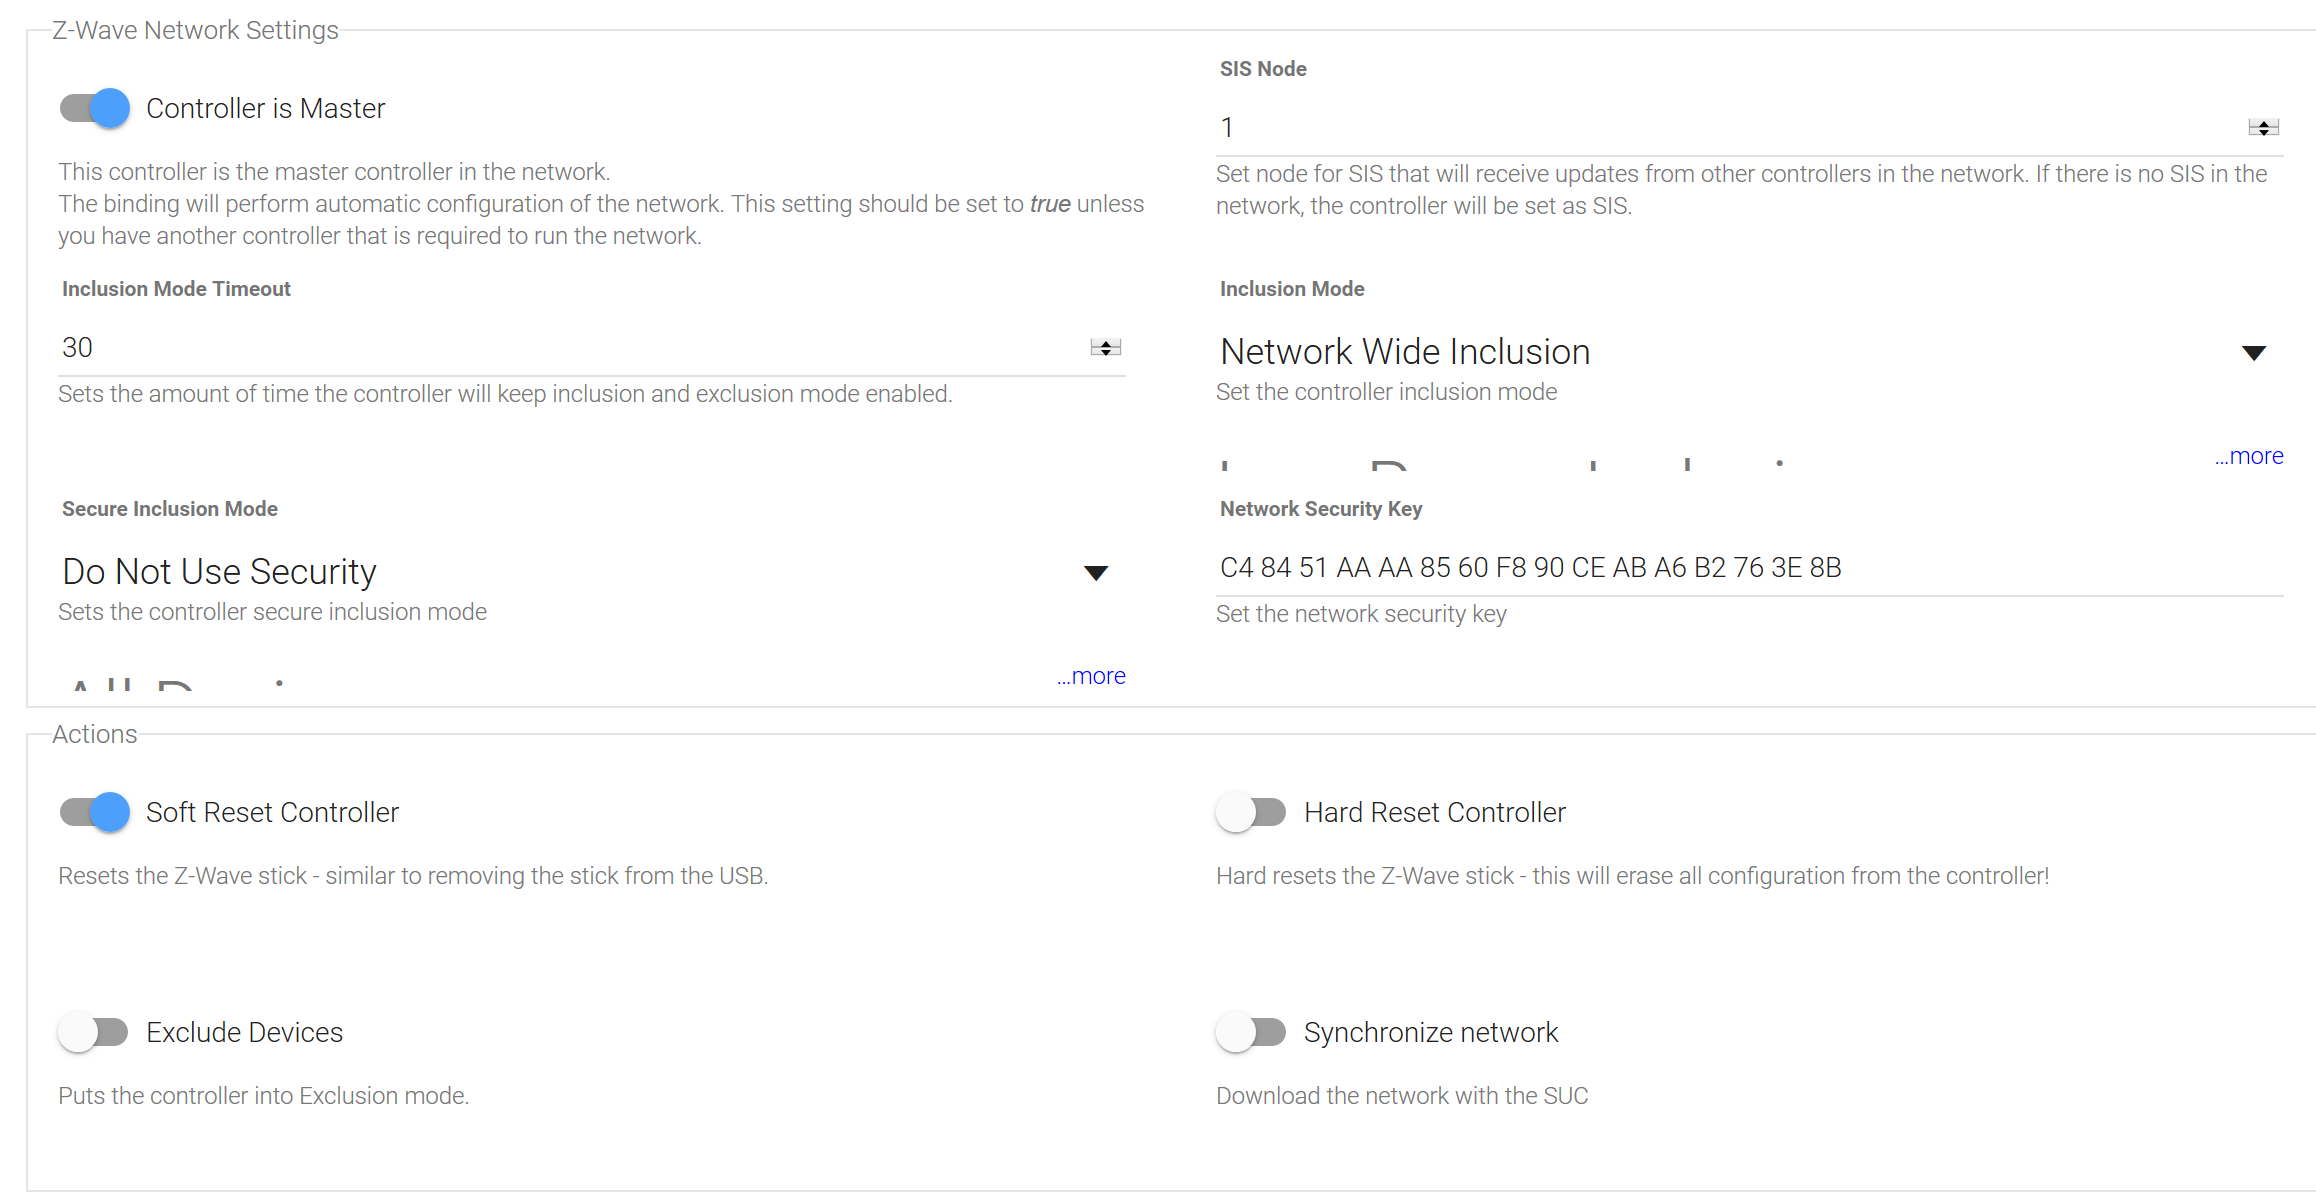 Z-Wave Network Settings
Controller is Master
This controller is the master controller in the network.
The binding will perform automatic configuration of the network. This setting should be set to true unless
you have another controller that is required to run the network.
SIS Node
1
Set node for SIS that will receive updates from other controllers in the network. If there is no SIS in the
network, the controller will be set as SIS.
Inclusion Mode Timeout
30
Sets the amount of time the controller will keep inclusion and exclusion mode enabled.
Inclusion Mode
Network Wide Inclusion
Set the controller inclusion mode
...more
Secure Inclusion Mode
Do Not Use Security
Sets the controller secure inclusion mode
...more
Network Security Key
C4 84 51 AA AA 85 60 F8 90 CE AB A6 B2 76 3E 8B
Set the network security key
Actions
Soft Reset Controller
Resets the Z-Wave stick - similar to removing the stick from the USB.
Hard Reset Controller
Hard resets the Z-Wave stick - this will erase all configuration from the controller!
Exclude Devices
Puts the controller into Exclusion mode.
Synchronize network
Download the network with the SUC